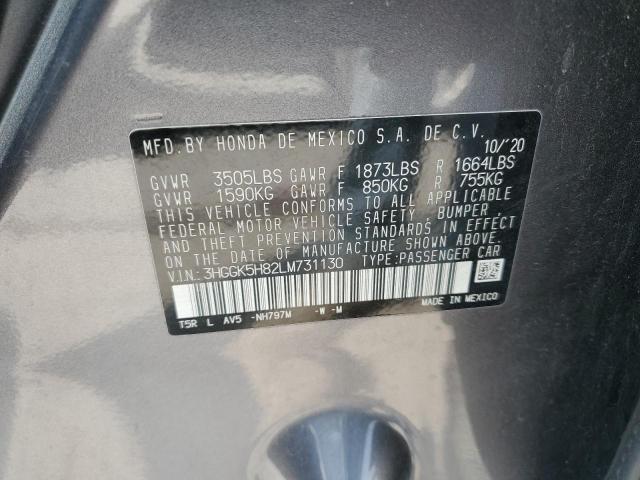 MFD.BY HONDA DE MEXICO S.A. DE C.V. 10/'20
GVWR 3505LBS GAWR F 1873LBS R 1664LBS
GVWR 1590KG GAWR F 850KG R 755KG
THIS VEHICLE CONFORMS TO ALL APPLICABLE
FEDERAL MOTOR VEHICLE SAFETY, BUMPER,
AND THEFT PREVENTION STANDARDS IN EFFECT
ON THE DATE OF MANUFACTURE SHOWN ABOVE.
V.I.N.: 3HGGK5H82LM731130 TYPE:PASSENGER CAR
T5R L AV5 -NH797M -W -M MADE IN MEXICO